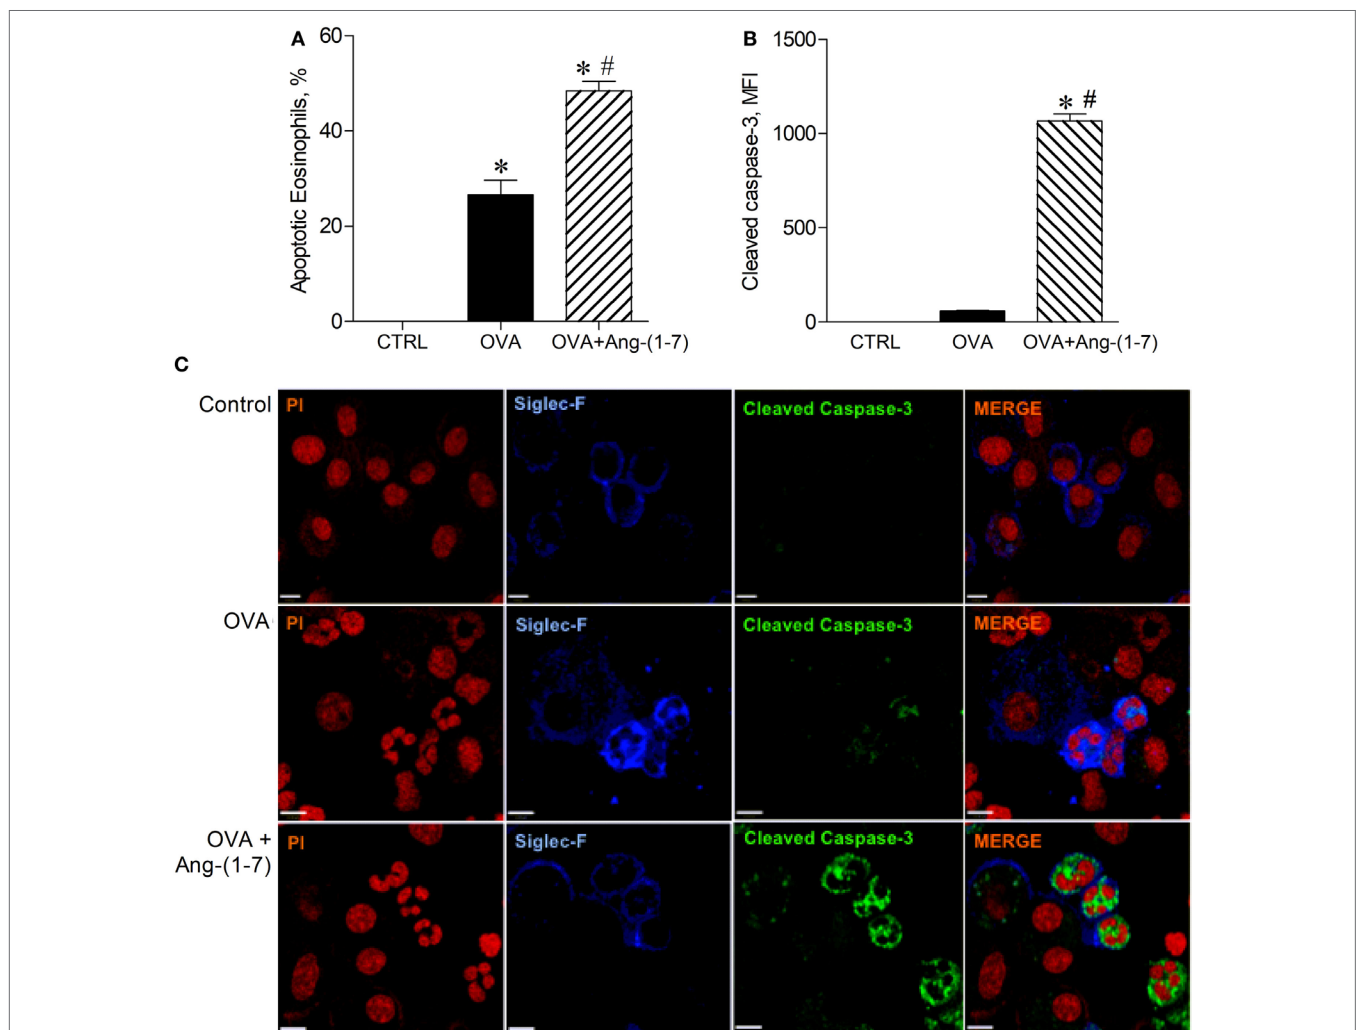 A
Apoptotic Eosinophils, %
60
40
20
0
*
* #
CTRL OVA OVA+Ang-(1-7)
B
Cleaved caspase-3, MFI
1500
1000
500
0
* #
CTRL OVA OVA+Ang-(1-7)
C
Control
PI Siglec-F Cleaved Caspase-3 MERGE
OVA
PI Siglec-F Cleaved Caspase-3 MERGE
OVA +
Ang-(1-7)
PI Siglec-F Cleaved Caspase-3 MERGE